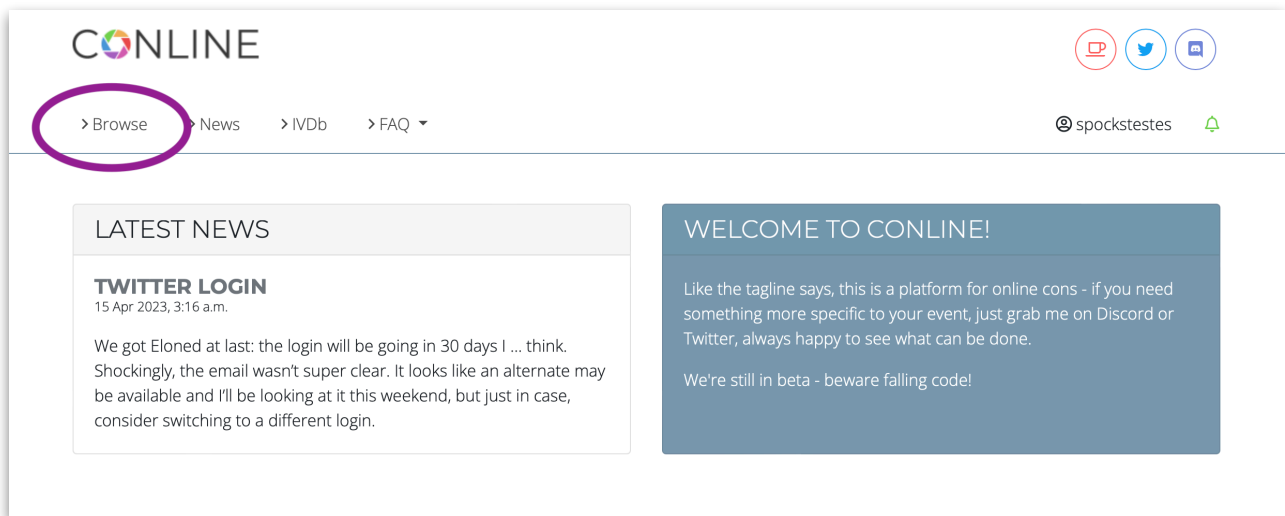 CONLINE
> Browse
> News
> IVDb
> FAQ
spockstestes
LATEST NEWS
TWITTER LOGIN
15 Apr 2023, 3:16 a.m.
We got Eloned at last: the login will be going in 30 days I ... think.
Shockingly, the email wasn't super clear. It looks like an alternate may
be available and I'll be looking at it this weekend, but just in case,
consider switching to a different login.
WELCOME TO CONLINE!
Like the tagline says, this is a platform for online cons - if you need
something more specific to your event, just grab me on Discord or
Twitter, always happy to see what can be done.
We're still in beta - beware falling code!